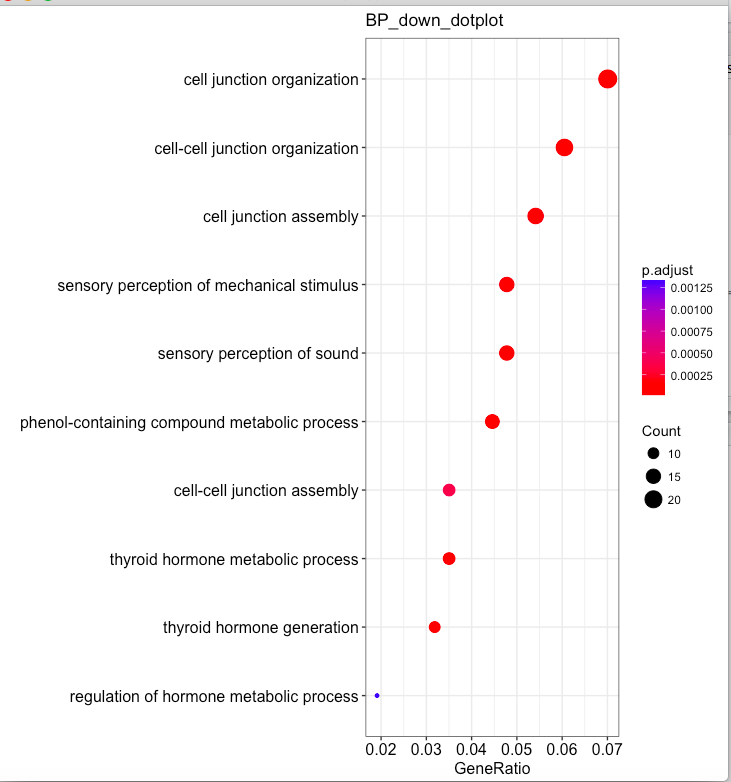 BP_down_dotplot
cell junction organization
cell-cell junction organization
cell junction assembly
sensory perception of mechanical stimulus
sensory perception of sound
phenol-containing compound metabolic process
cell-cell junction assembly
thyroid hormone metabolic process
thyroid hormone generation
regulation of hormone metabolic process
0.02 0.03 0.04 0.05 0.06 0.07
GeneRatio
p.adjust
0.00125
0.00100
0.00075
0.00050
0.00025
Count
10
15
20